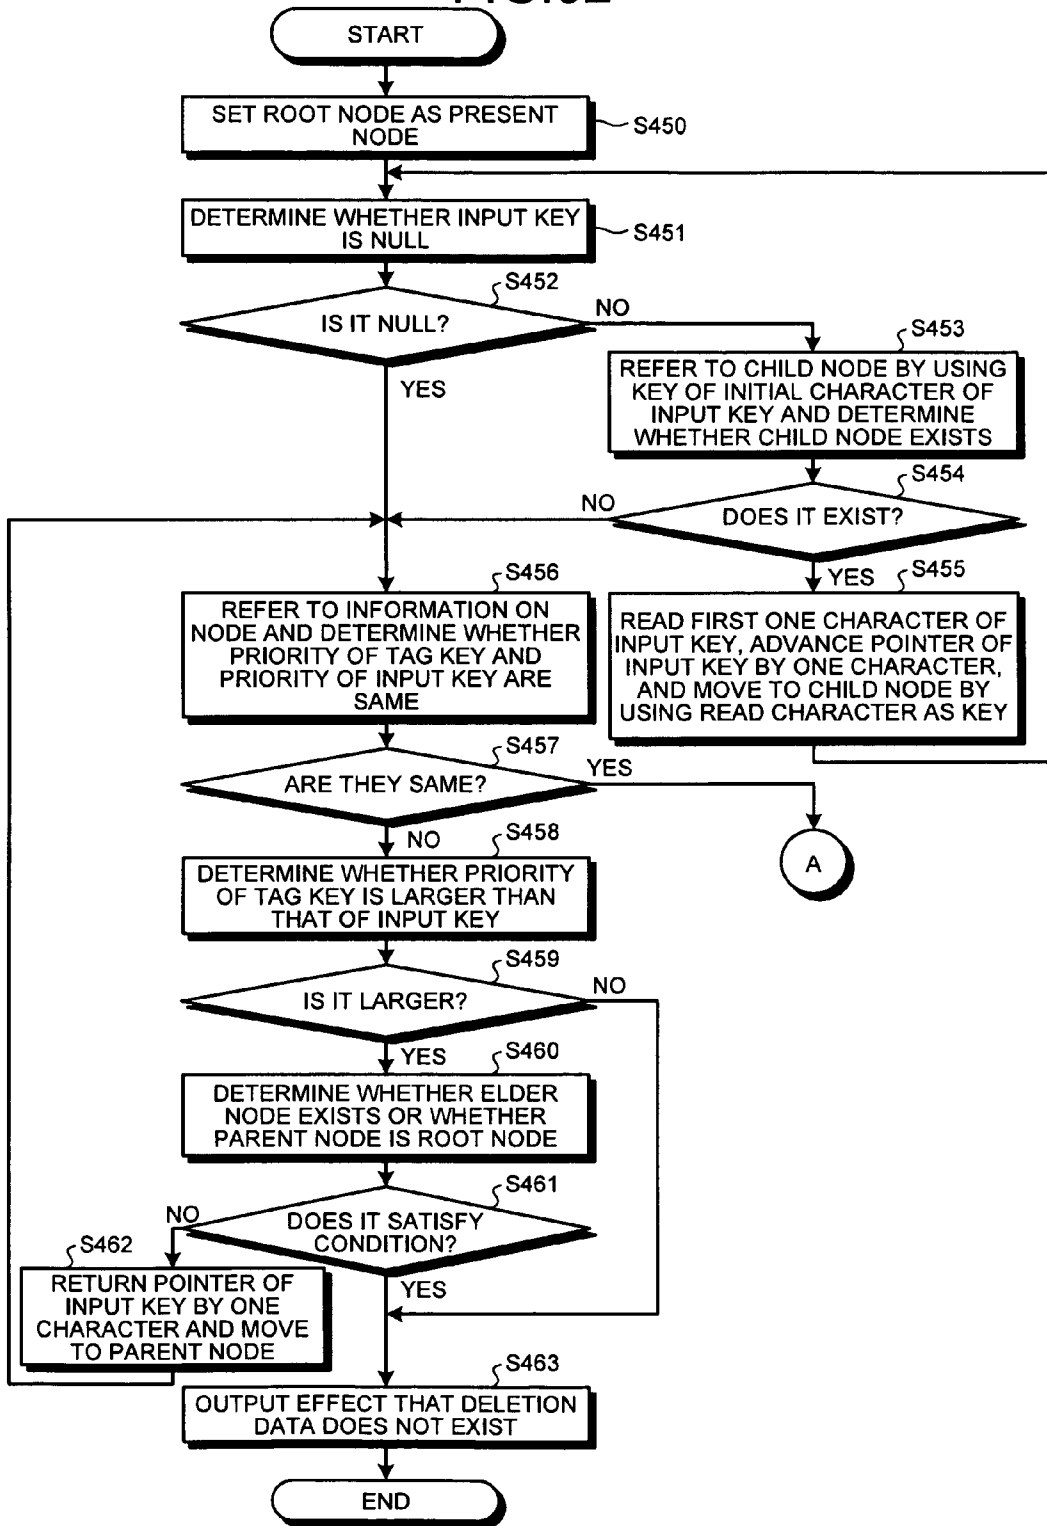 START
SET ROOT NODE AS PRESENT
NODE
S450
DETERMINE WHETHER INPUT KEY
IS NULL
S451
S452
IS IT NULL?
NO
YES
S453
REFER TO CHILD NODE BY USING
KEY OF INITIAL CHARACTER OF
INPUT KEY AND DETERMINE
WHETHER CHILD NODE EXISTS
S454
DOES IT EXIST?
NO
YES
S455
READ FIRST ONE CHARACTER OF
INPUT KEY, ADVANCE POINTER OF
INPUT KEY BY ONE CHARACTER,
AND MOVE TO CHILD NODE BY
USING READ CHARACTER AS KEY
S456
REFER TO INFORMATION ON
NODE AND DETERMINE WHETHER
PRIORITY OF TAG KEY AND
PRIORITY OF INPUT KEY ARE
SAME
S457
ARE THEY SAME?
YES
A
NO
S458
DETERMINE WHETHER PRIORITY
OF TAG KEY IS LARGER THAN
THAT OF INPUT KEY
S459
IS IT LARGER?
NO
YES
S460
DETERMINE WHETHER ELDER
NODE EXISTS OR WHETHER
PARENT NODE IS ROOT NODE
S461
DOES IT SATISFY
CONDITION?
NO
YES
S462
RETURN POINTER OF
INPUT KEY BY ONE
CHARACTER AND MOVE
TO PARENT NODE
S463
OUTPUT EFFECT THAT DELETION
DATA DOES NOT EXIST
END